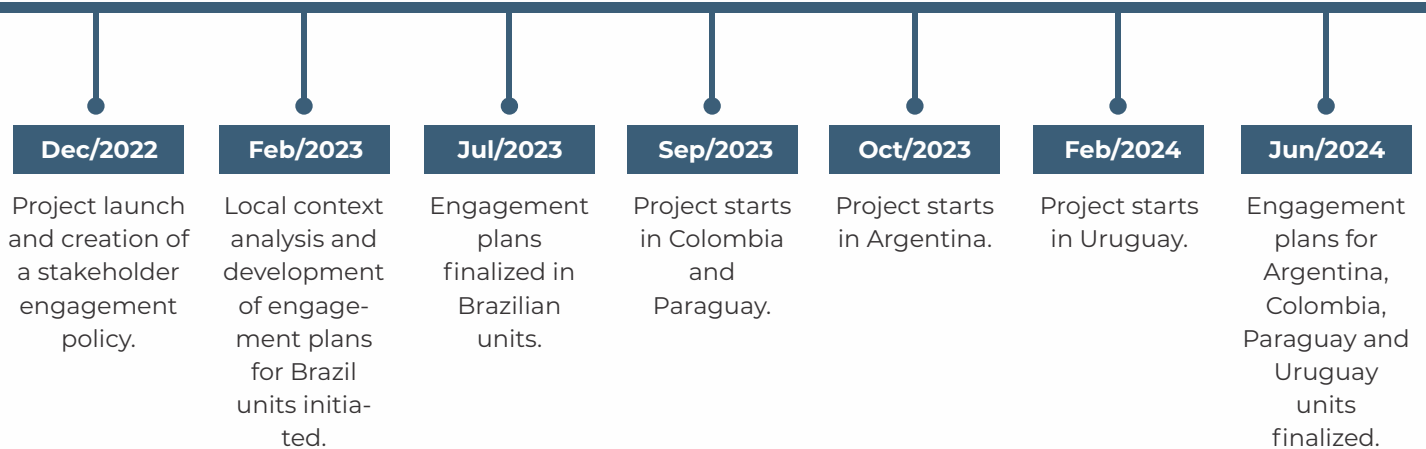 Dec/2022
Project launch
and creation of
a stakeholder
engagement
policy.
Feb/2023
Local context
analysis and
development
of engage-
ment plans
for Brazil
units initia-
ted.
Jul/2023
Engagement
plans
finalized in
Brazilian
units.
Sep/2023
Project starts
in Colombia
and
Paraguay.
Oct/2023
Project starts
in Argentina.
Feb/2024
Project starts
in Uruguay.
Jun/2024
Engagement
plans for
Argentina,
Colombia,
Paraguay and
Uruguay
units
finalized.